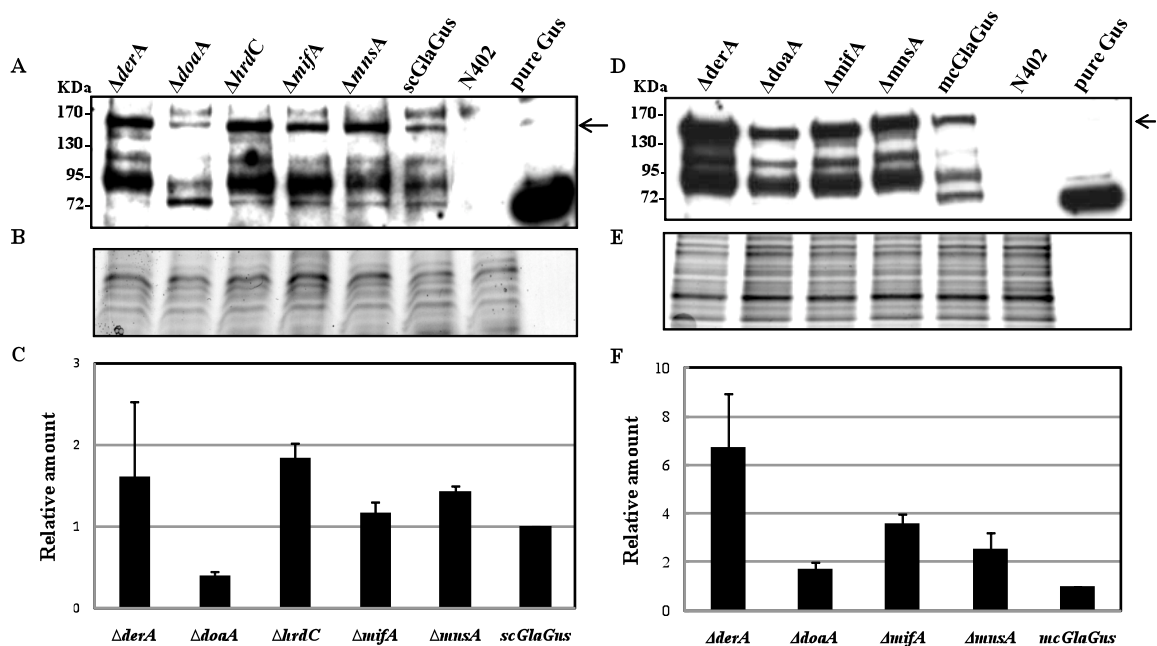 A
KDa
ΔderA
ΔdoaA
ΔhrdC
ΔmifA
ΔmnsA
scGlaGus
N402
pure Gus
170
130
95
72
B
C
Relative amount
3
2
1
0
ΔderA
ΔdoaA
ΔhrdC
ΔmifA
ΔmnsA
scGlaGus
D
KDa
ΔderA
ΔdoaA
ΔmifA
ΔmnsA
mcGlaGus
N402
pure Gus
170
130
95
72
E
F
Relative amount
10
8
6
4
2
0
ΔderA
ΔdoaA
ΔmifA
ΔmnsA
mcGlaGus